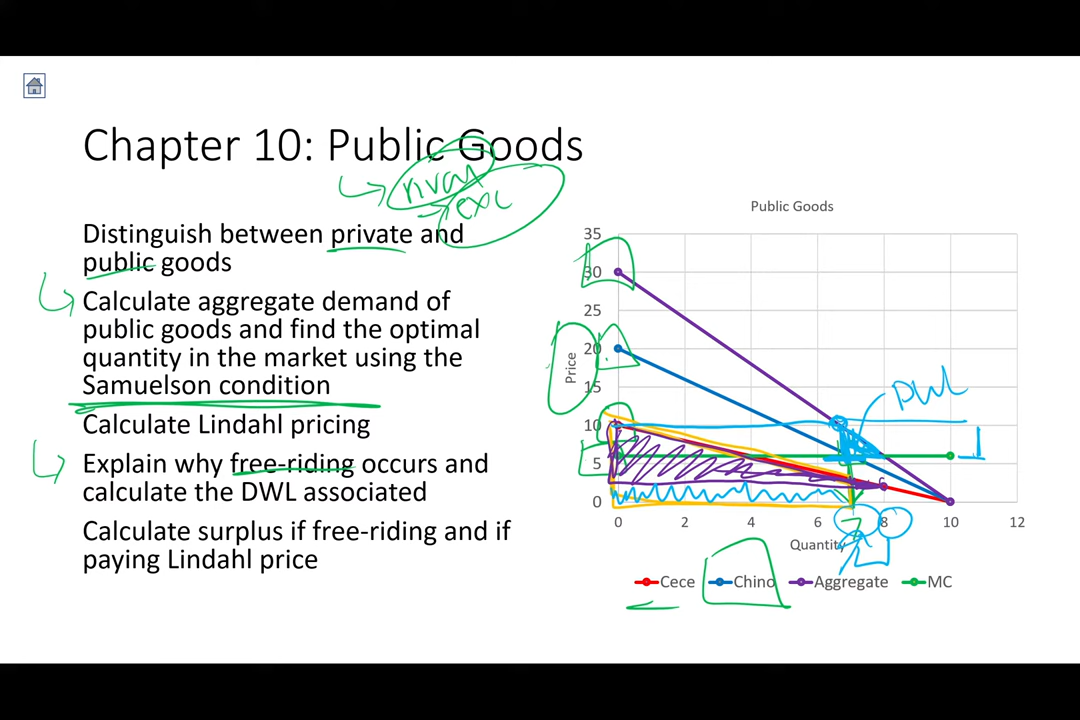 Chapter 10: Public Goods
rival
exc
Distinguish between private and
public goods
Calculate aggregate demand of
public goods and find the optimal
quantity in the market using the
Samuelson condition
Calculate Lindahl pricing
Explain why free-riding occurs and
calculate the DWL associated
Calculate surplus if free-riding and if
paying Lindahl price
Public Goods
35
30
25
20
15
10
5
0
Price
DWL
0 2 4 6 7 8 10 12
Quantity
Cece Chino Aggregate MC